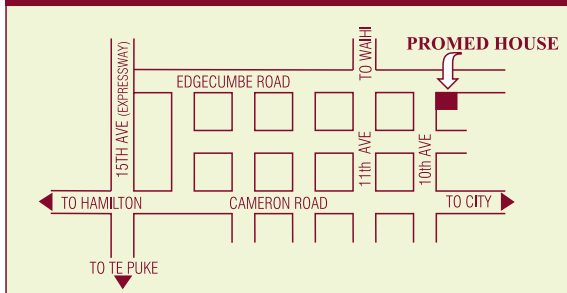 TO WAIHI
PROMED HOUSE
EDGECUMBE ROAD
15TH AVE (EXPRESSWAY)
11th AVE
10th AVE
TO HAMILTON
CAMERON ROAD
TO CITY
TO TE PUKE